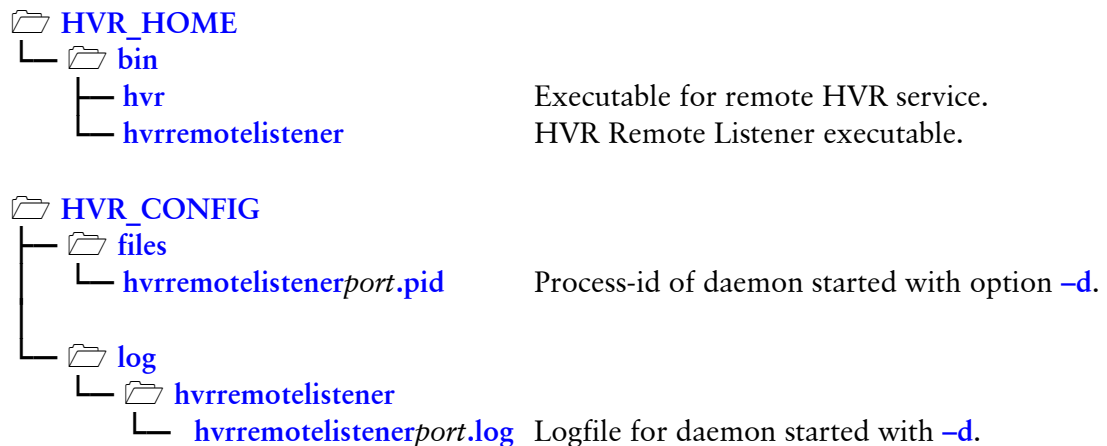 HVR_HOME
bin
hvr Executable for remote HVR service.
hvrremotelistener HVR Remote Listener executable.
HVR_CONFIG
files
hvrremotelistenerport.pid Process-id of daemon started with option –d.
log
hvrremotelistener
hvrremotelistenerport.log Logfile for daemon started with –d.